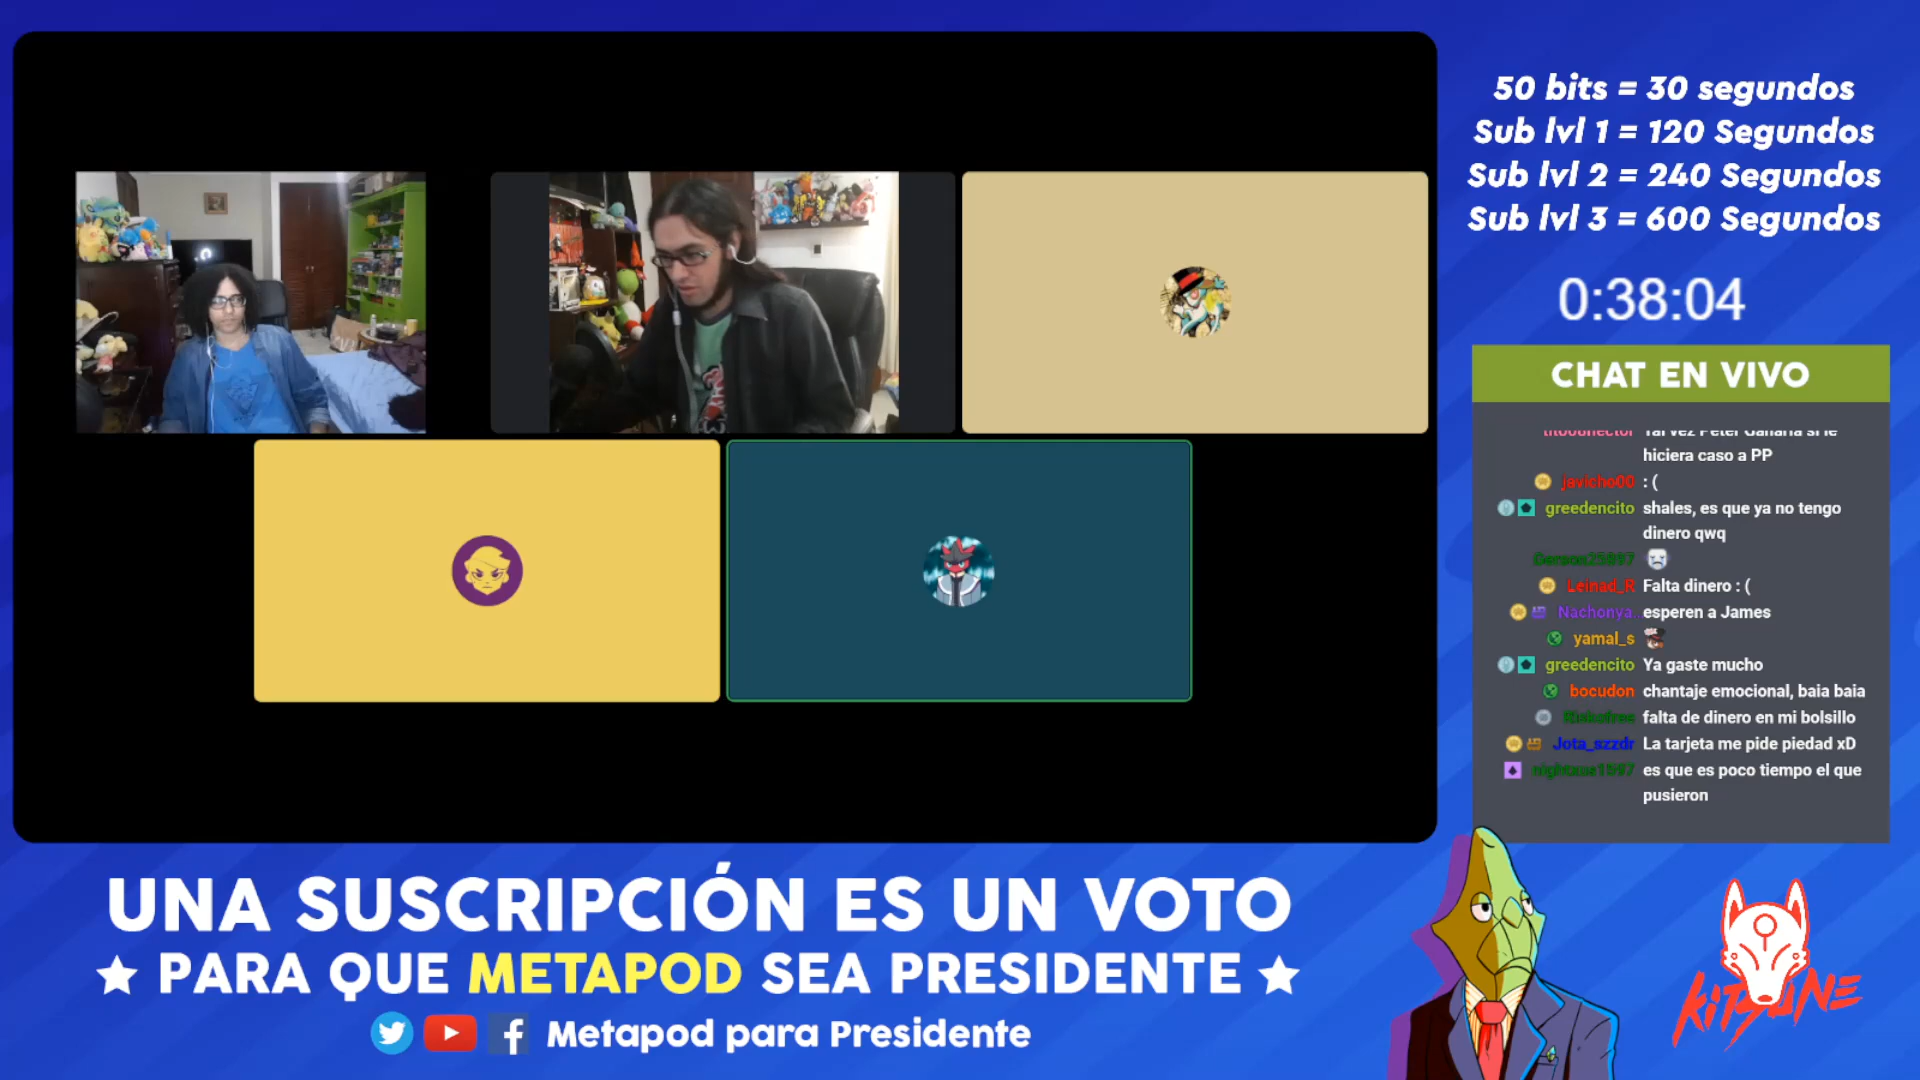 50 bits = 30 segundos
Sub lvl 1 = 120 Segundos
Sub lvl 2 = 240 Segundos
Sub lvl 3 = 600 Segundos
0:38:04
CHAT EN VIVO
hiciera caso a PP
javicho00 : (
greedencito shales, es que ya no tengo
dinero qwq
Leinad_R Falta dinero : (
Nachonya.. esperen a James
yamal_s
greedencito Ya gaste mucho
bocudon chantaje emocional, baia baia
falta de dinero en mi bolsillo
Jota_szzdr La tarjeta me pide piedad xD
es que es poco tiempo el que
pusieron
UNA SUSCRIPCIÓN ES UN VOTO
PARA QUE METAPOD SEA PRESIDENTE
Metapod para Presidente
KITSUNE